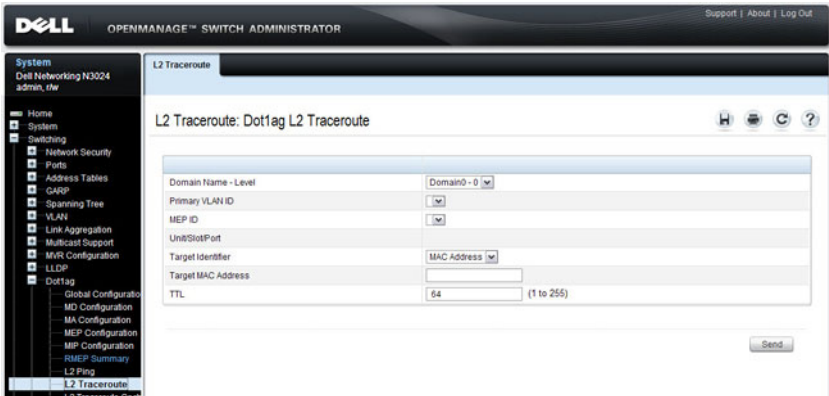 Support | About | Log Out
DELL
OPENMANAGE™ SWITCH ADMINISTRATOR
System
Dell Networking N3024
admin, r/w
Home
System
Switching
Network Security
Ports
Address Tables
GARP
Spanning Tree
VLAN
Link Aggregation
Multicast Support
MVR Configuration
LLDP
Dot1ag
Global Configuratio
MD Configuration
MA Configuration
MEP Configuration
MIP Configuration
RMEP Summary
L2 Ping
L2 Traceroute
L2 Traceroute
L2 Traceroute: Dot1ag L2 Traceroute
?
Domain Name - Level
Domain0 - 0
Primary VLAN ID
MEP ID
Unit/Slot/Port
Target Identifier
MAC Address
Target MAC Address
TTL
64
(1 to 255)
Send